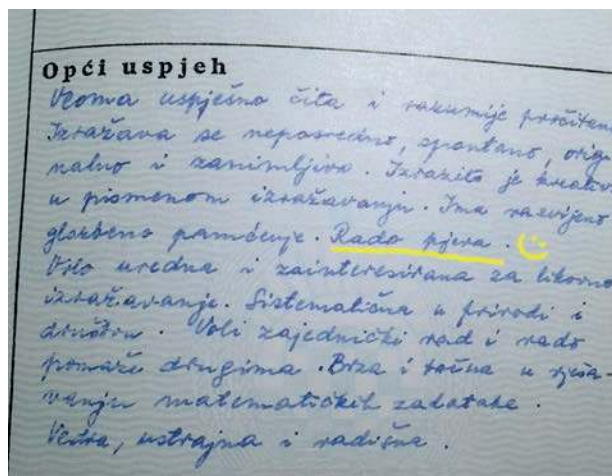 Opći uspjeh
Veoma uspješno čita i razumije pročitano
Izražava se neposredno, spontano, origi-
nalno i zanimljivo. Izrazito je kreativ
u pismenom izražavanju. Ima razvijeno
glazbeno pamćenje. Rado pjeva.
Vrlo uredna i zainteresirana za likovno
izražavanje. Sistematična u prirodi i
društvu. Voli zajednički rad i rado
pomaže drugima. Brza i točna u rješa-
vanju matematičkih zadataka.
Vedra, ustrajna i radišna.